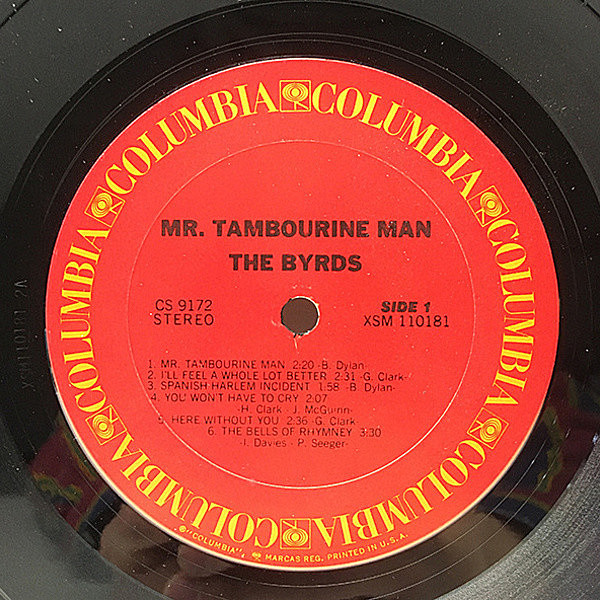 COLUMBIA COLUMBIA COLUMBIA COLUMBIA COLUMBIA COLUMBIA
MR. TAMBOURINE MAN
THE BYRDS
CS 9172 SIDE 1
STEREO XSM 110181
1. MR. TAMBOURINE MAN 2:20 -B. Dylan-
2. I'LL FEEL A WHOLE LOT BETTER 2:31 -G. Clark-
3. SPANISH HARLEM INCIDENT 1:58 -B. Dylan-
4. YOU WON'T HAVE TO CRY 2:07
-H. Clark - J. McGuinn-
5. HERE WITHOUT YOU 2:36 -G. Clark-
6. THE BELLS OF RHYMNEY 3:30
-I. Davies - P. Seeger-
©"COLUMBIA", MARCAS REG. PRINTED IN U.S.A.